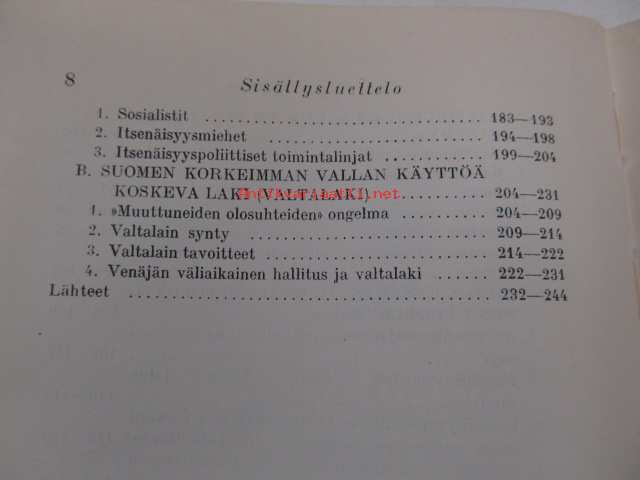 8 Sisällysluettelo
1. Sosialistit .............................. 183—193
2. Itsenäisyysmiehet ........................ 194—198
3. Itsenäisyyspoliittiset toimintalinjat ........ 199—204
B. SUOMEN KORKEIMMAN VALLAN KÄYTTÖÄ
KOSKEVA LAKI (VALTALAKI) .............. 204—231
1. »Muuttuneiden olosuhteiden» ongelma ........ 204—209
2. Valtalain synty .......................... 209—214
3. Valtalain tavoitteet ...................... 214—222
4. Venäjän väliaikainen hallitus ja valtalaki ...... 222—231
Lähteet .................................. 232—244